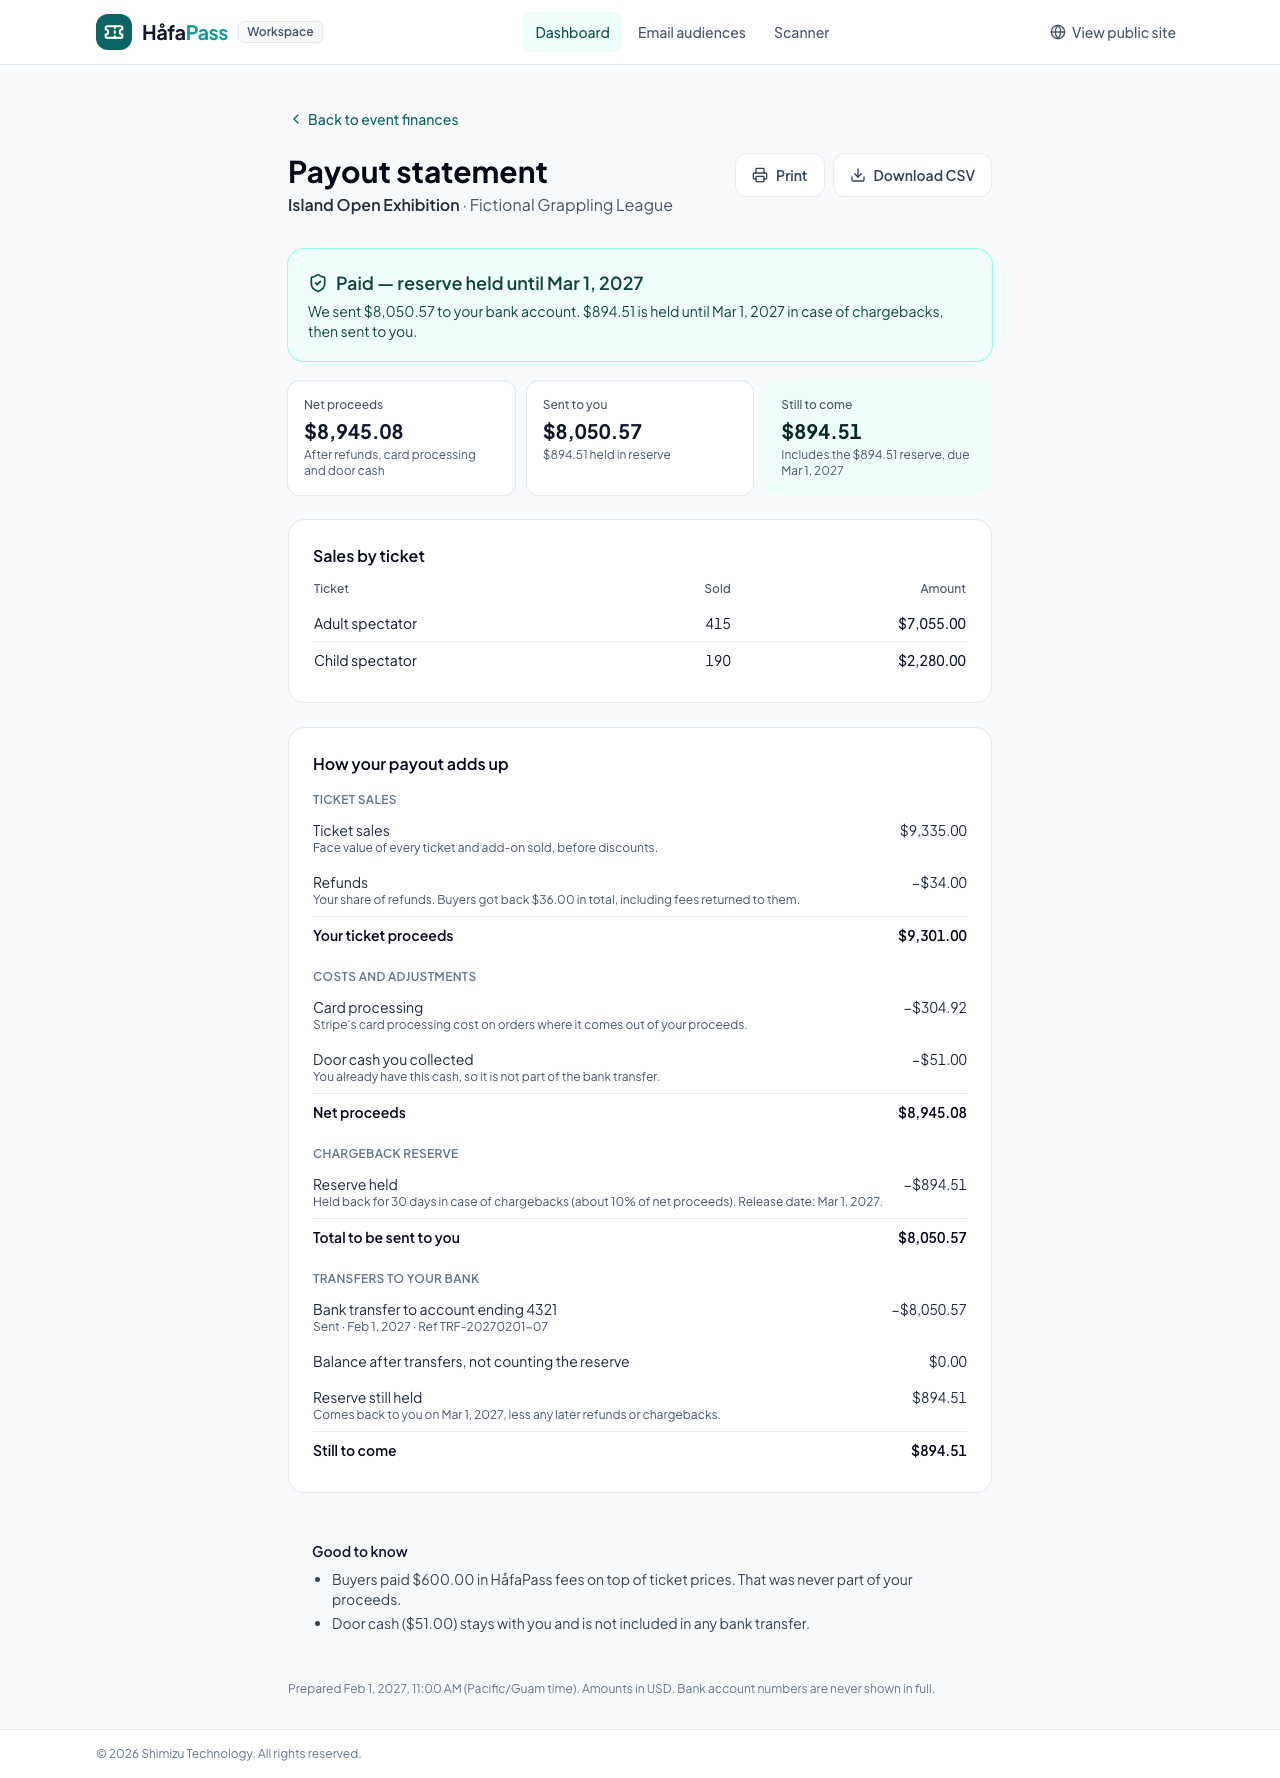 HåfaPass
Workspace
Dashboard
Email audiences
Scanner
View public site
Back to event finances
Payout statement
Print
Download CSV
Island Open Exhibition · Fictional Grappling League
Paid — reserve held until Mar 1, 2027
We sent $8,050.57 to your bank account. $894.51 is held until Mar 1, 2027 in case of chargebacks,
then sent to you.
Net proceeds
$8,945.08
After refunds, card processing
and door cash
Sent to you
$8,050.57
$894.51 held in reserve
Still to come
$894.51
Includes the $894.51 reserve, due
Mar 1, 2027
Sales by ticket
Ticket Sold Amount
Adult spectator 415 $7,055.00
Child spectator 190 $2,280.00
How your payout adds up
TICKET SALES
Ticket sales $9,335.00
Face value of every ticket and add-on sold, before discounts.
Refunds −$34.00
Your share of refunds. Buyers got back $36.00 in total, including fees returned to them.
Your ticket proceeds $9,301.00
COSTS AND ADJUSTMENTS
Card processing −$304.92
Stripe's card processing cost on orders where it comes out of your proceeds.
Door cash you collected −$51.00
You already have this cash, so it is not part of the bank transfer.
Net proceeds $8,945.08
CHARGEBACK RESERVE
Reserve held −$894.51
Held back for 30 days in case of chargebacks (about 10% of net proceeds). Release date: Mar 1, 2027.
Total to be sent to you $8,050.57
TRANSFERS TO YOUR BANK
Bank transfer to account ending 4321 −$8,050.57
Sent · Feb 1, 2027 · Ref TRF-20270201-07
Balance after transfers, not counting the reserve $0.00
Reserve still held $894.51
Comes back to you on Mar 1, 2027, less any later refunds or chargebacks.
Still to come $894.51
Good to know
• Buyers paid $600.00 in HåfaPass fees on top of ticket prices. That was never part of your
proceeds.
• Door cash ($51.00) stays with you and is not included in any bank transfer.
Prepared Feb 1, 2027, 11:00 AM (Pacific/Guam time). Amounts in USD. Bank account numbers are never shown in full.
© 2026 Shimizu Technology. All rights reserved.